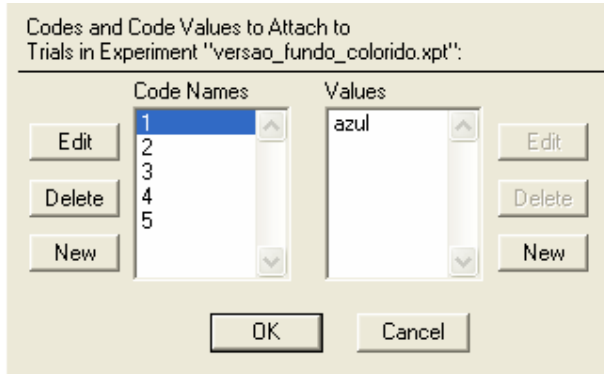 Codes and Code Values to Attach to
Trials in Experiment "versao_fundo_colorido.xpt":
Code Names
Values
Edit
Delete
New
1
2
3
4
5
azul
Edit
Delete
New
OK
Cancel